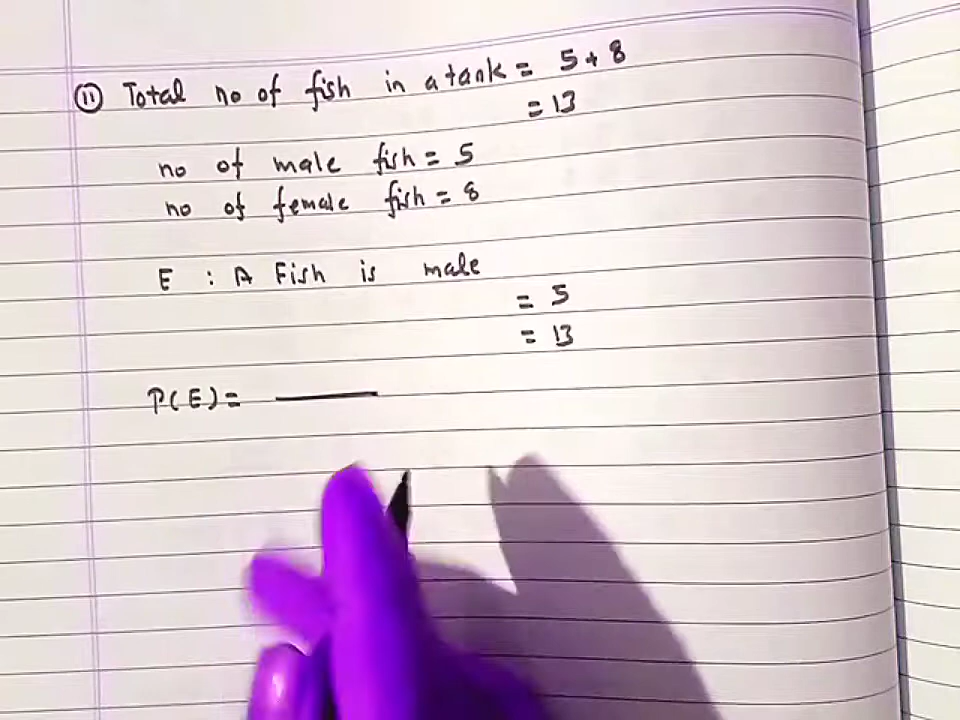 (11) Total no of fish in a tank = 5 + 8
= 13
no of male fish = 5
no of female fish = 8
E : A Fish is male
= 5
= 13
P(E) =